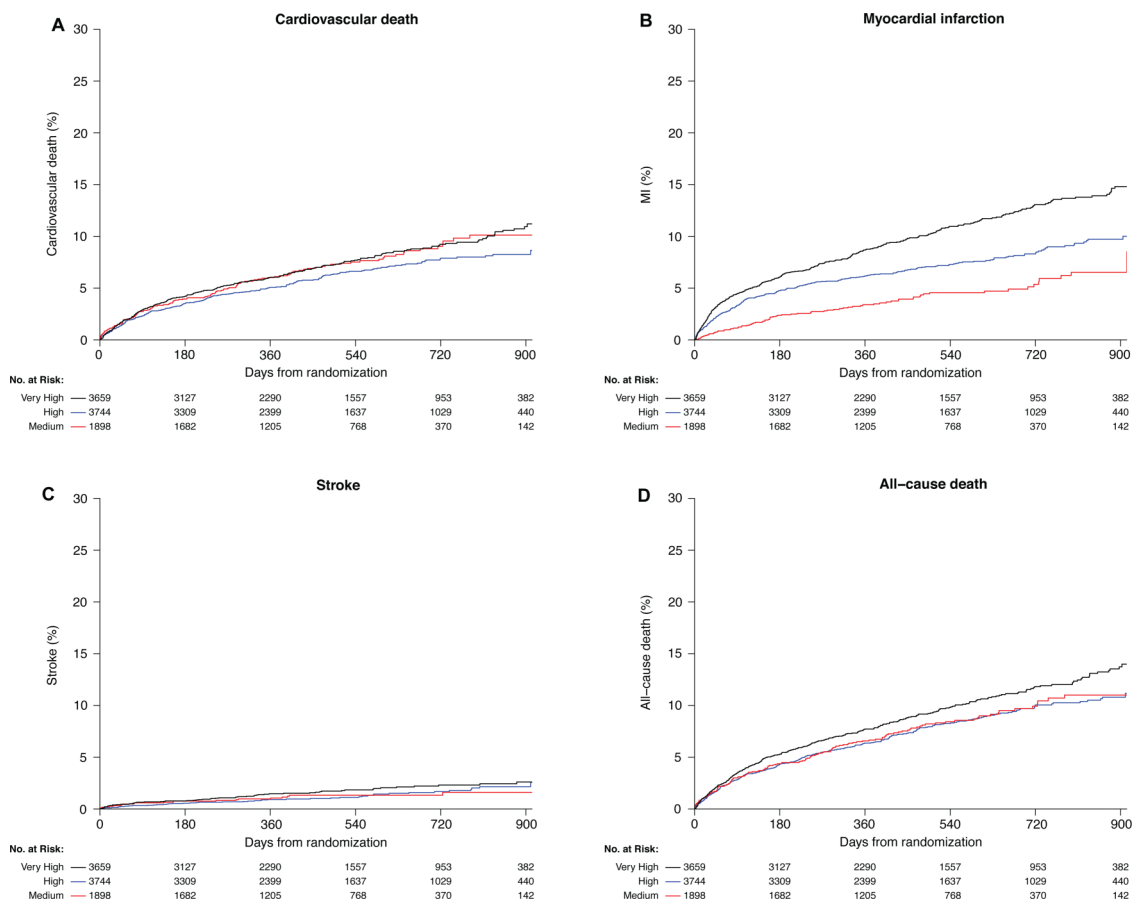 A
Cardiovascular death
30
25
20
15
10
5
0
Cardiovascular death (%)
0 180 360 540 720 900
Days from randomization
No. at Risk:
Very High 3659 3127 2290 1557 953 382
High 3744 3309 2399 1637 1029 440
Medium 1898 1682 1205 768 370 142
B
Myocardial infarction
30
25
20
15
10
5
0
MI (%)
0 180 360 540 720 900
Days from randomization
No. at Risk:
Very High 3659 3127 2290 1557 953 382
High 3744 3309 2399 1637 1029 440
Medium 1898 1682 1205 768 370 142
C
Stroke
30
25
20
15
10
5
0
Stroke (%)
0 180 360 540 720 900
Days from randomization
No. at Risk:
Very High 3659 3127 2290 1557 953 382
High 3744 3309 2399 1637 1029 440
Medium 1898 1682 1205 768 370 142
D
All−cause death
30
25
20
15
10
5
0
All−cause death (%)
0 180 360 540 720 900
Days from randomization
No. at Risk:
Very High 3659 3127 2290 1557 953 382
High 3744 3309 2399 1637 1029 440
Medium 1898 1682 1205 768 370 142